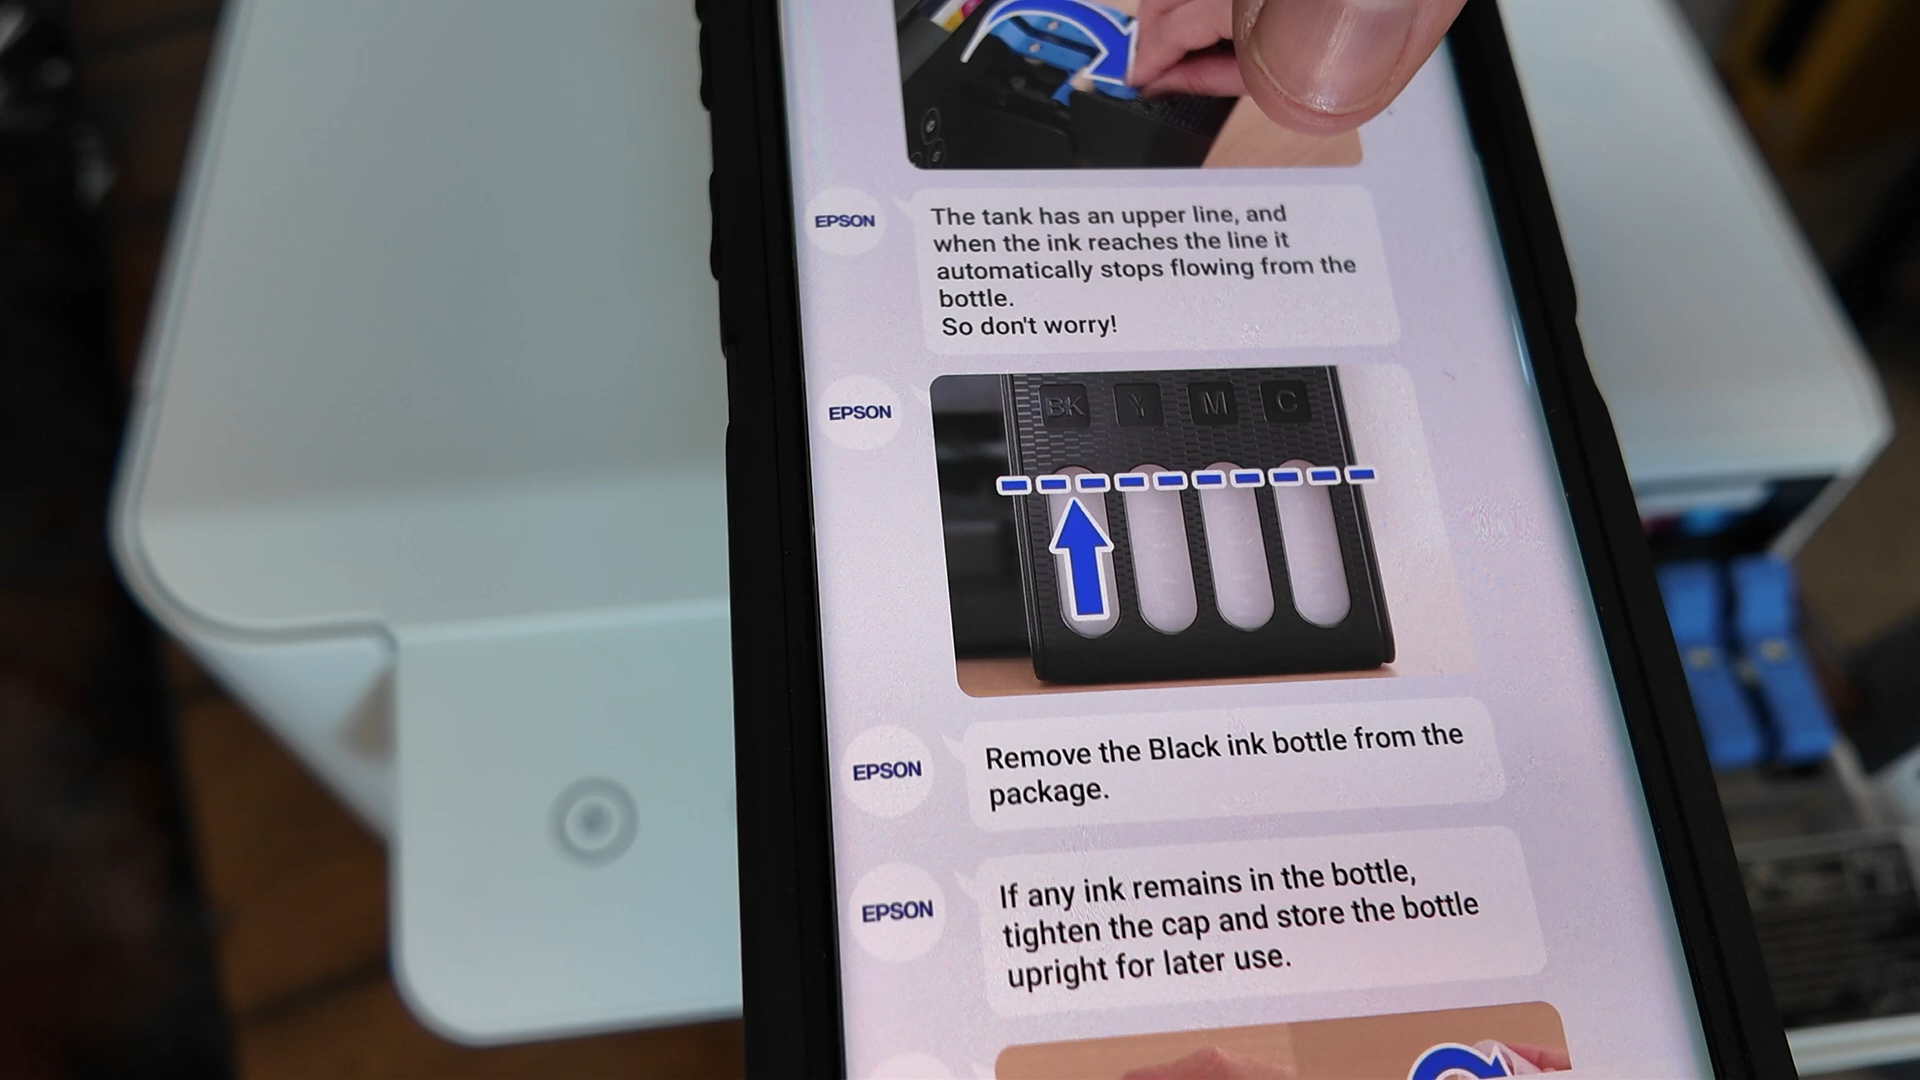 EPSON
The tank has an upper line, and
when the ink reaches the line it
automatically stops flowing from the
bottle.
So don't worry!
EPSON
BK Y M C
EPSON
Remove the Black ink bottle from the
package.
EPSON
If any ink remains in the bottle,
tighten the cap and store the bottle
upright for later use.